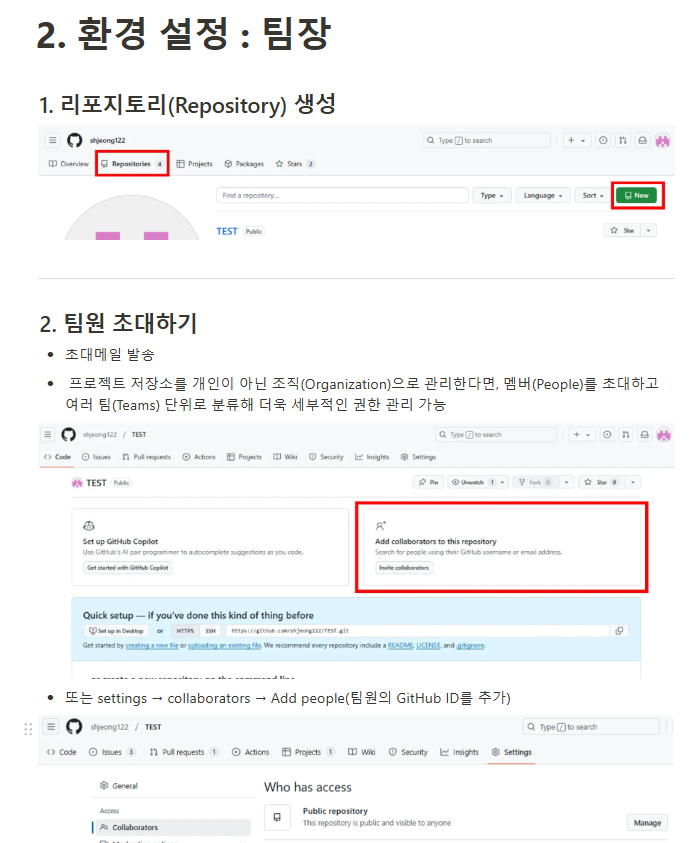 2. 환경 설정 : 팀장
1. 리포지토리(Repository) 생성
shjeong122
Type / to search
Overview
Repositories 4
Projects
Packages
Stars 2
Find a repository...
Type
Language
Sort
New
TEST Public
Star
2. 팀원 초대하기
• 초대메일 발송
• 프로젝트 저장소를 개인이 아닌 조직(Organization)으로 관리한다면, 멤버(People)를 초대하고
여러 팀(Teams) 단위로 분류해 더욱 세부적인 권한 관리 가능
shjeong122 / TEST
Type / to search
Code
Issues
Pull requests
Actions
Projects
Wiki
Security
Insights
Settings
TEST Public
Pin
Unwatch 1
Fork 0
Star 0
Set up GitHub Copilot
Use GitHub's AI pair programmer to autocomplete suggestions as you code.
Get started with GitHub Copilot
Add collaborators to this repository
Search for people using their GitHub username or email address.
Invite collaborators
Quick setup — if you've done this kind of thing before
Set up in Desktop
or
HTTPS
SSH
https://github.com/shjeong122/TEST.git
Get started by creating a new file or uploading an existing file. We recommend every repository include a README, LICENSE, and .gitignore.
• 또는 settings → collaborators → Add people(팀원의 GitHub ID를 추가)
shjeong122 / TEST
Type / to search
Code
Issues 3
Pull requests 1
Actions
Projects 1
Wiki
Security
Insights
Settings
General
Access
Collaborators
Who has access
Public repository
This repository is public and visible to anyone
Manage